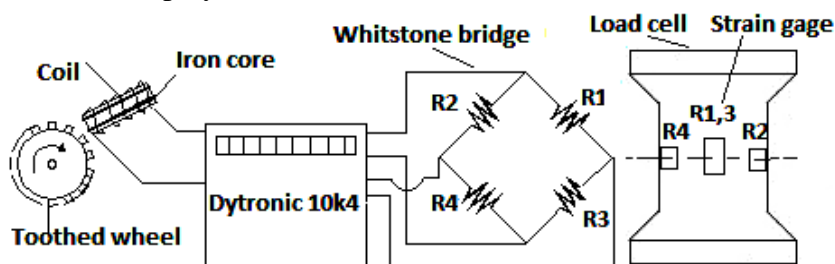 Whitstone bridge
Load cell
Strain gage
Coil
Iron core
R2
R1
R1,3
R4
R2
Dytronic 10k4
R4
R3
Toothed wheel